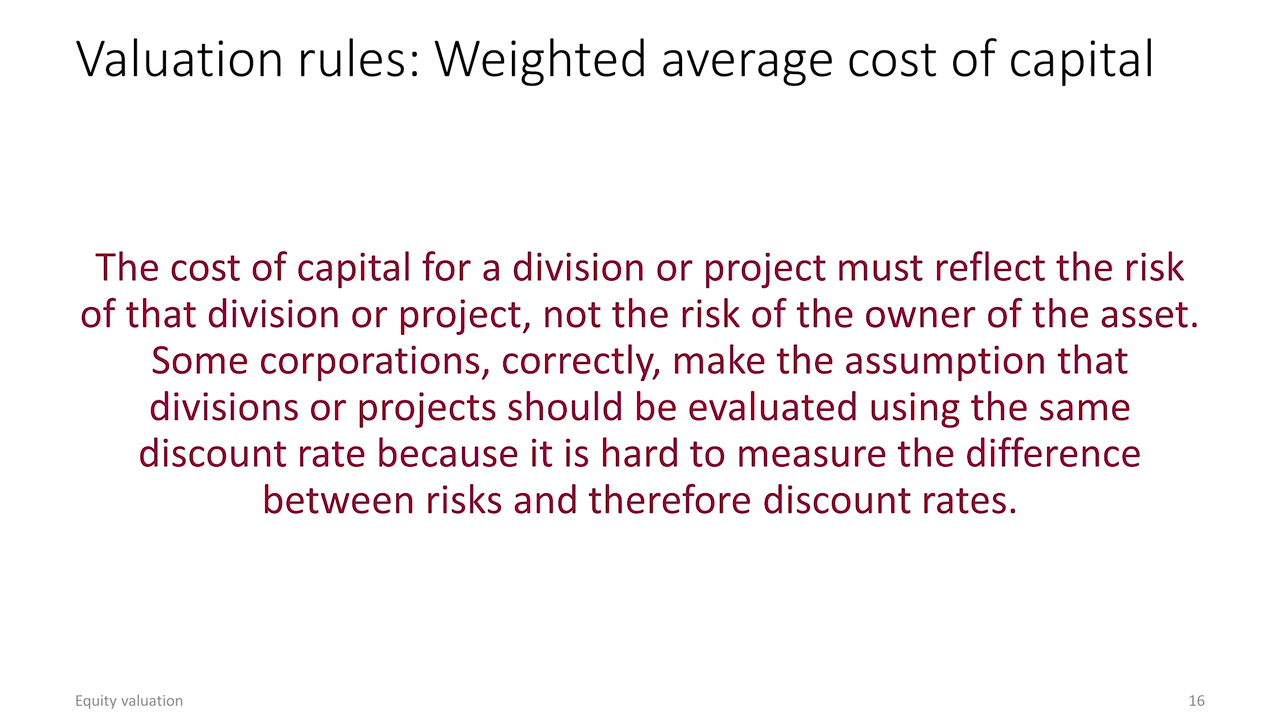 Valuation rules: Weighted average cost of capital
The cost of capital for a division or project must reflect the risk
of that division or project, not the risk of the owner of the asset.
Some corporations, correctly, make the assumption that
divisions or projects should be evaluated using the same
discount rate because it is hard to measure the difference
between risks and therefore discount rates.
Equity valuation
16